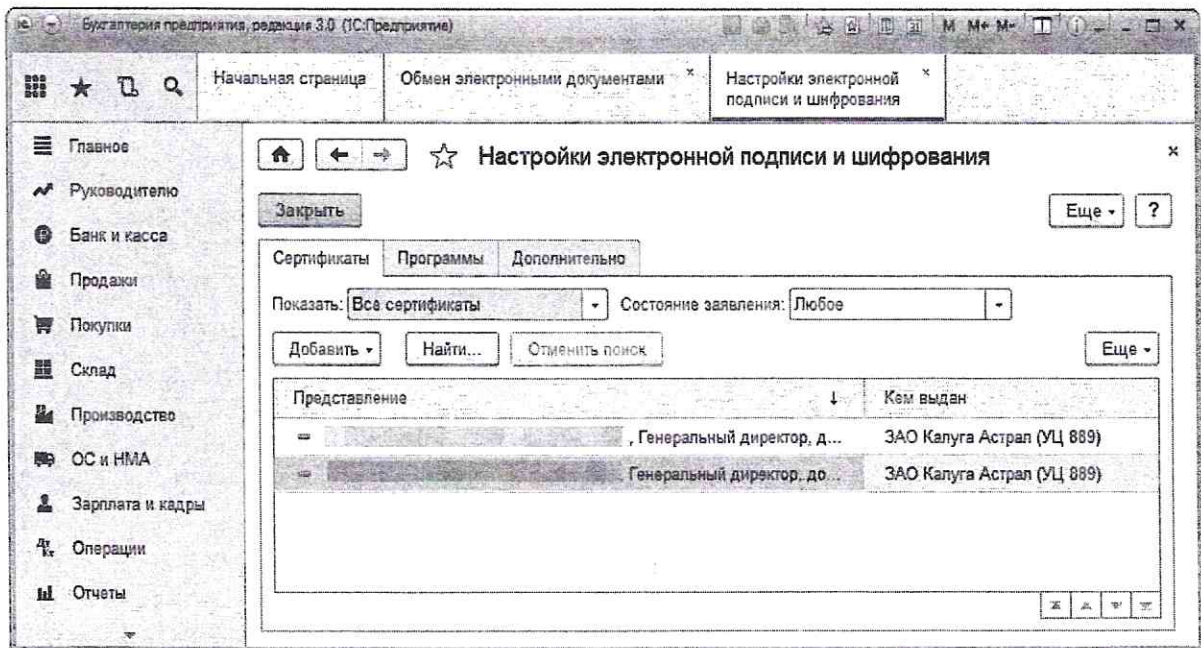 Бухгалтерия предприятия, редакция 3.0 (1С:Предприятие)
M M+ M-
Начальная страница
Обмен электронными документами
Настройки электронной
подписи и шифрования
Главное
Руководителю
Банк и касса
Продажи
Покупки
Склад
Производство
ОС и НМА
Зарплата и кадры
Операции
Отчеты
Настройки электронной подписи и шифрования
Закрыть
Еще
?
Сертификаты
Программы
Дополнительно
Показать: Все сертификаты
Состояние заявления: Любое
Добавить
Найти...
Отменить поиск
Еще
Представление
Кем выдан
, Генеральный директор, д...
ЗАО Калуга Астрал (УЦ 889)
Генеральный директор, до...
ЗАО Калуга Астрал (УЦ 889)